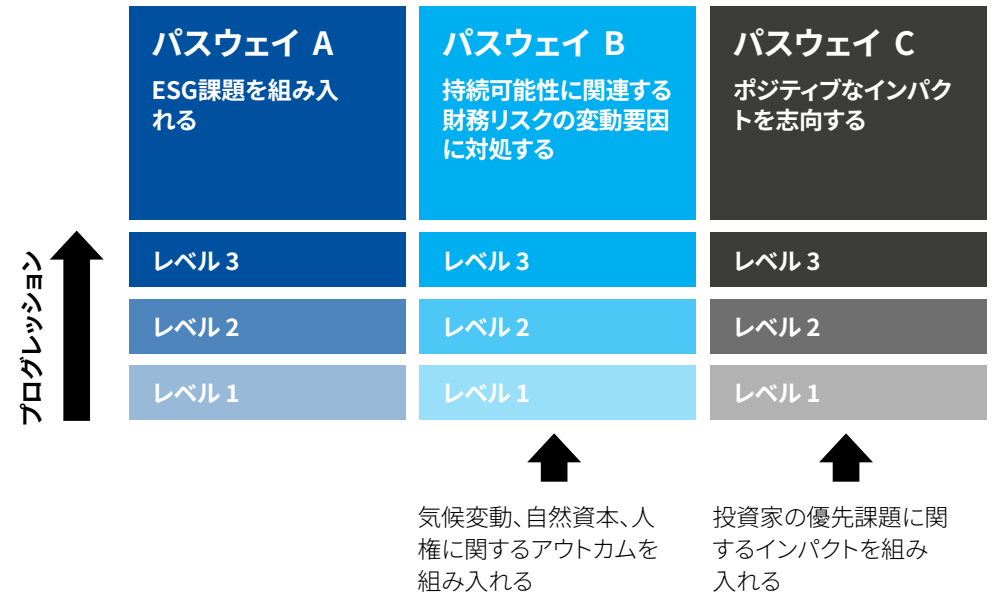 パスウェイ A
ESG課題を組み入
れる
パスウェイ B
持続可能性に関連する
財務リスクの変動要因
に対処する
パスウェイ C
ポジティブなインパク
トを志向する
プログレッション
レベル 3
レベル 3
レベル 3
レベル 2
レベル 2
レベル 2
レベル 1
レベル 1
レベル 1
気候変動、自然資本、人
権に関するアウトカムを
組み入れる
投資家の優先課題に関
するインパクトを組み
入れる